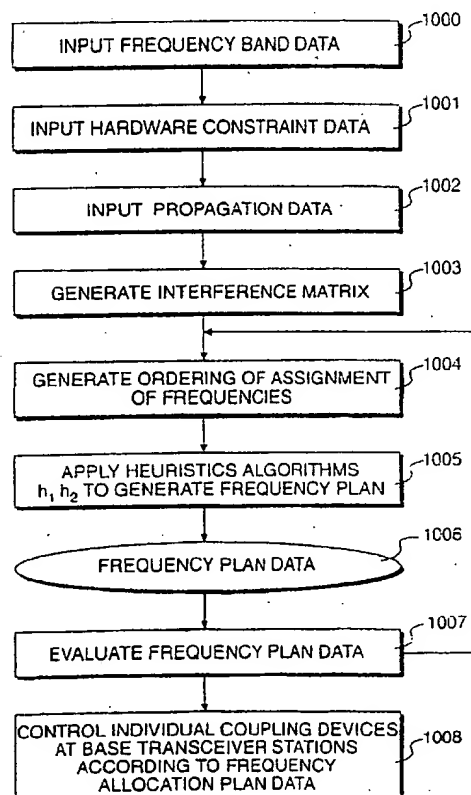 1000
INPUT FREQUENCY BAND DATA
1001
INPUT HARDWARE CONSTRAINT DATA
1002
INPUT PROPAGATION DATA
1003
GENERATE INTERFERENCE MATRIX
1004
GENERATE ORDERING OF ASSIGNMENT
OF FREQUENCIES
1005
APPLY HEURISTICS ALGORITHMS
h1 h2 TO GENERATE FREQUENCY PLAN
1006
FREQUENCY PLAN DATA
1007
EVALUATE FREQUENCY PLAN DATA
CONTROL INDIVIDUAL COUPLING DEVICES
AT BASE TRANSCEIVER STATIONS
ACCORDING TO FREQUENCY
ALLOCATION PLAN DATA
1008